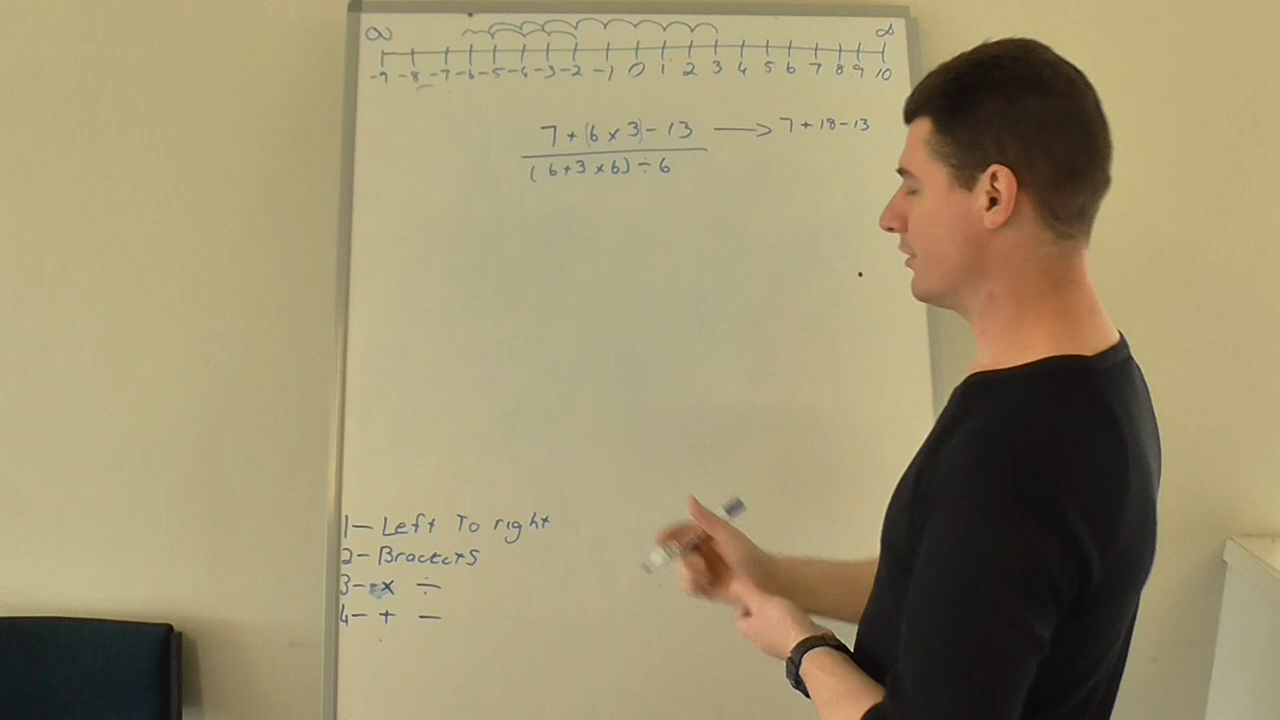 ∞ ∞
-9 -8 -7 -6 -5 -4 -3 -2 -1 0 1 2 3 4 5 6 7 8 9 10
7 + (6 × 3) - 13 ⟶ 7 + 18 - 13
(6 + 3 × 6) ÷ 6
1- Left To right
2- Brackets
3- × ÷
4- + -